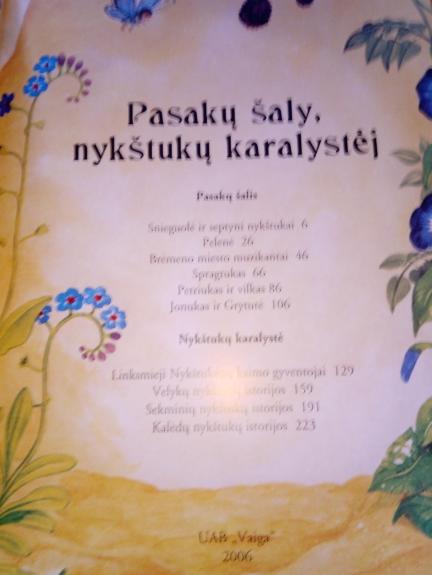 Pasakų šaly,
nykštukų karalystėj
Pasakų šalis
Snieguolė ir septyni nykštukai 6
Pelenė 26
Bremeno miesto muzikantai 46
Spragtukas 66
Petriukas ir vilkas 86
Jonukas ir Grytutė 106
Nykštukų karalystė
Linksmieji Nykštukų kaimo gyventojai 129
Velykų nykštukų istorijos 159
Sekminių nykštukų istorijos 191
Kalėdų nykštukų istorijos 223
UAB „Vaiga“
2006